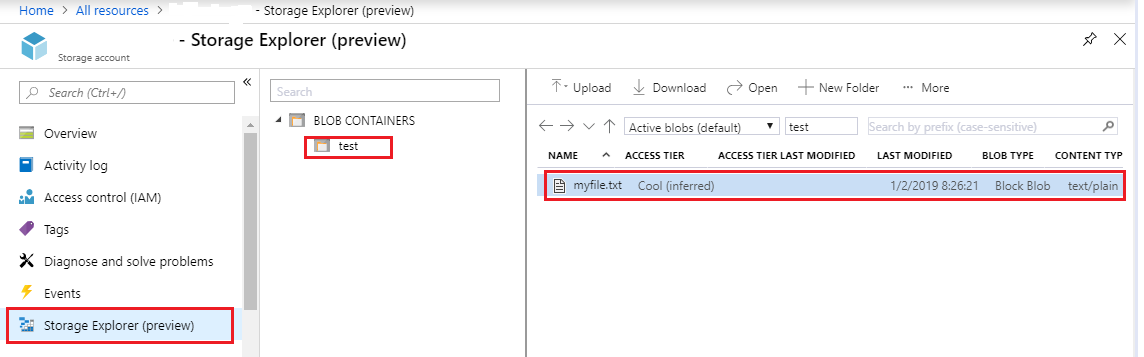 Home > All resources > - Storage Explorer (preview)
- Storage Explorer (preview)
Storage account
Search (Ctrl+/)
Overview
Activity log
Access control (IAM)
Tags
Diagnose and solve problems
Events
Storage Explorer (preview)
Search
BLOB CONTAINERS
test
Upload Download Open New Folder ... More
Active blobs (default) test Search by prefix (case-sensitive)
NAME ACCESS TIER ACCESS TIER LAST MODIFIED LAST MODIFIED BLOB TYPE CONTENT TYP
myfile.txt Cool (inferred) 1/2/2019 8:26:21 Block Blob text/plain